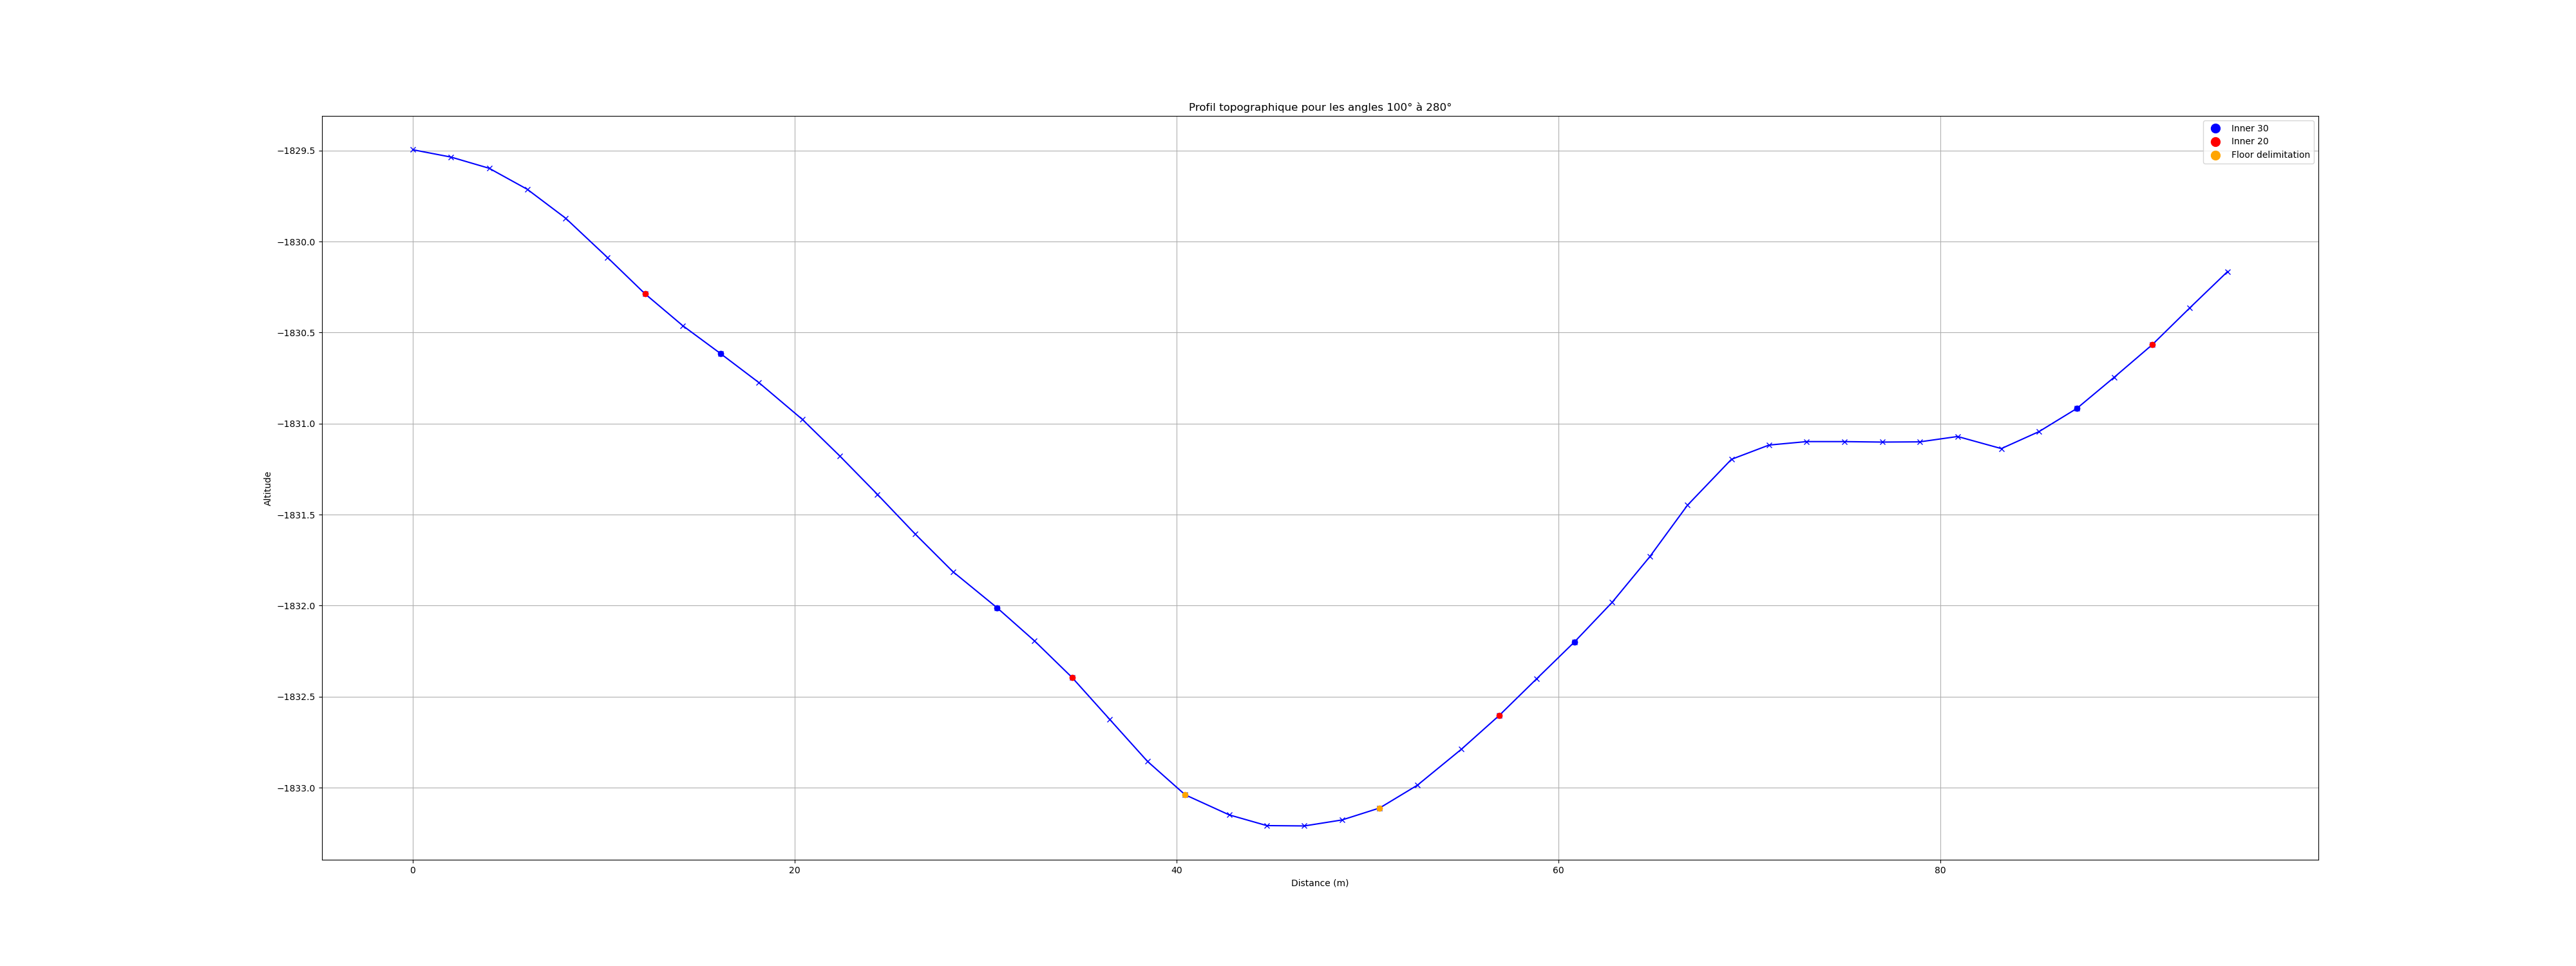 Profil topographique pour les angles 100° à 280°
Inner 30
Inner 20
Floor delimitation
−1829.5
−1830.0
−1830.5
−1831.0
−1831.5
−1832.0
−1832.5
−1833.0
Altitude
0 20 40 60 80
Distance (m)